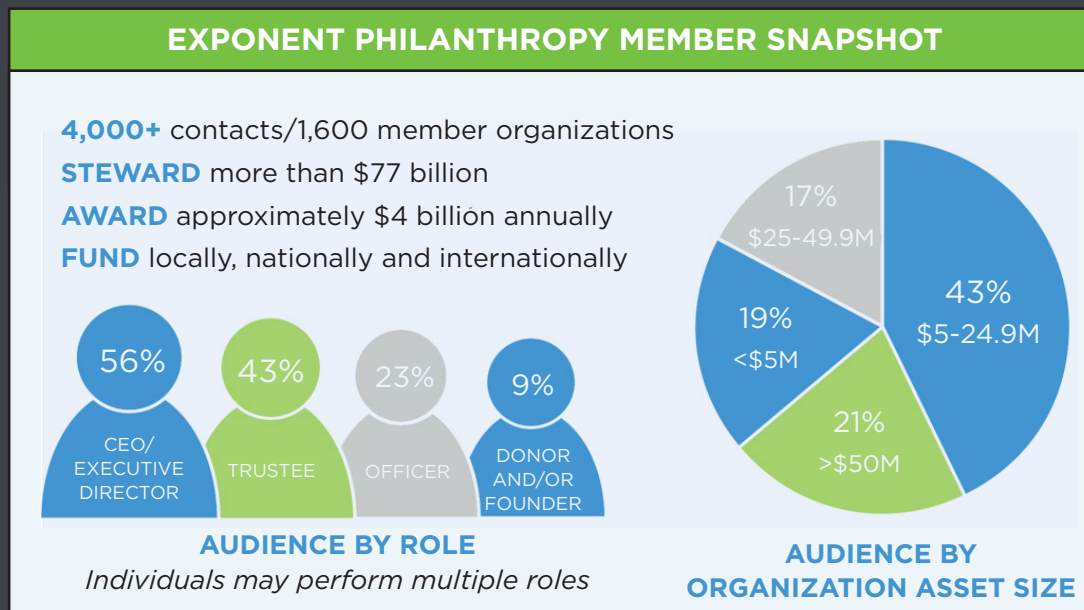 EXPONENT PHILANTHROPY MEMBER SNAPSHOT
4,000+ contacts/1,600 member organizations
STEWARD more than $77 billion
AWARD approximately $4 billion annually
FUND locally, nationally and internationally
56%
CEO/
EXECUTIVE
DIRECTOR
43%
TRUSTEE
23%
OFFICER
9%
DONOR
AND/OR
FOUNDER
AUDIENCE BY ROLE
Individuals may perform multiple roles
17%
$25-49.9M
43%
$5-24.9M
19%
<$5M
21%
>$50M
AUDIENCE BY
ORGANIZATION ASSET SIZE